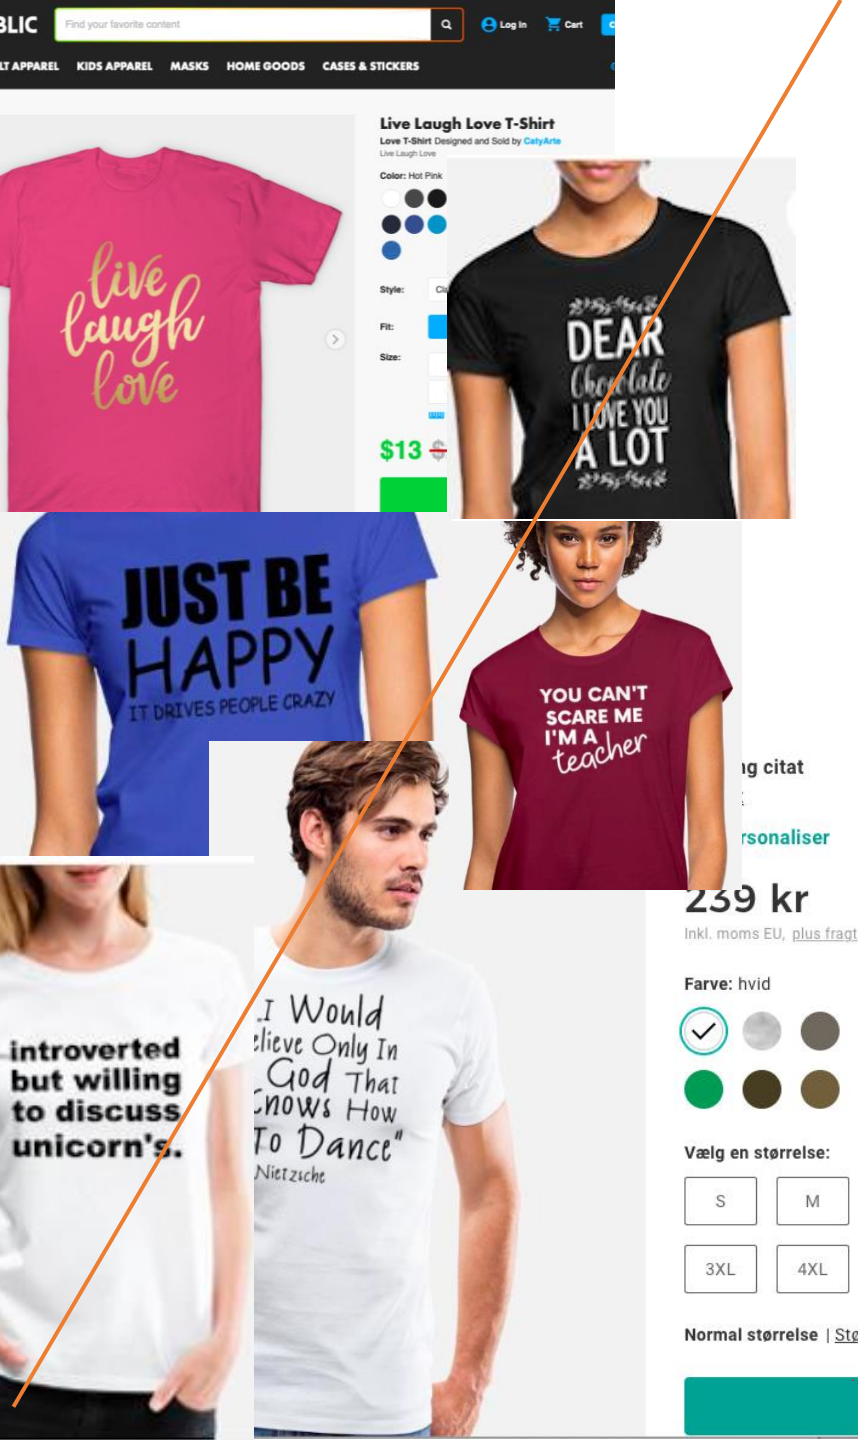 BLIC
Find your favorite content
Log In
Cart
LT APPAREL KIDS APPAREL MASKS HOME GOODS CASES & STICKERS
Live Laugh Love T-Shirt
Love T-Shirt Designed and Sold by CatyArte
Live Laugh Love
Color: Hot Pink
live
laugh
love
Style:
Fit:
Size:
$13
DEAR
Chocolate
I LOVE YOU
A LOT
JUST BE
HAPPY
IT DRIVES PEOPLE CRAZY
YOU CAN'T
SCARE ME
I'M A
teacher
ng citat
rsonaliser
239 kr
Inkl. moms EU, plus fragt
Farve: hvid
introverted
but willing
to discuss
unicorn's.
I Would
elieve Only In
God That
Knows How
To Dance"
Nietzsche
Vælg en størrelse:
S M
3XL 4XL
Normal størrelse | Stø